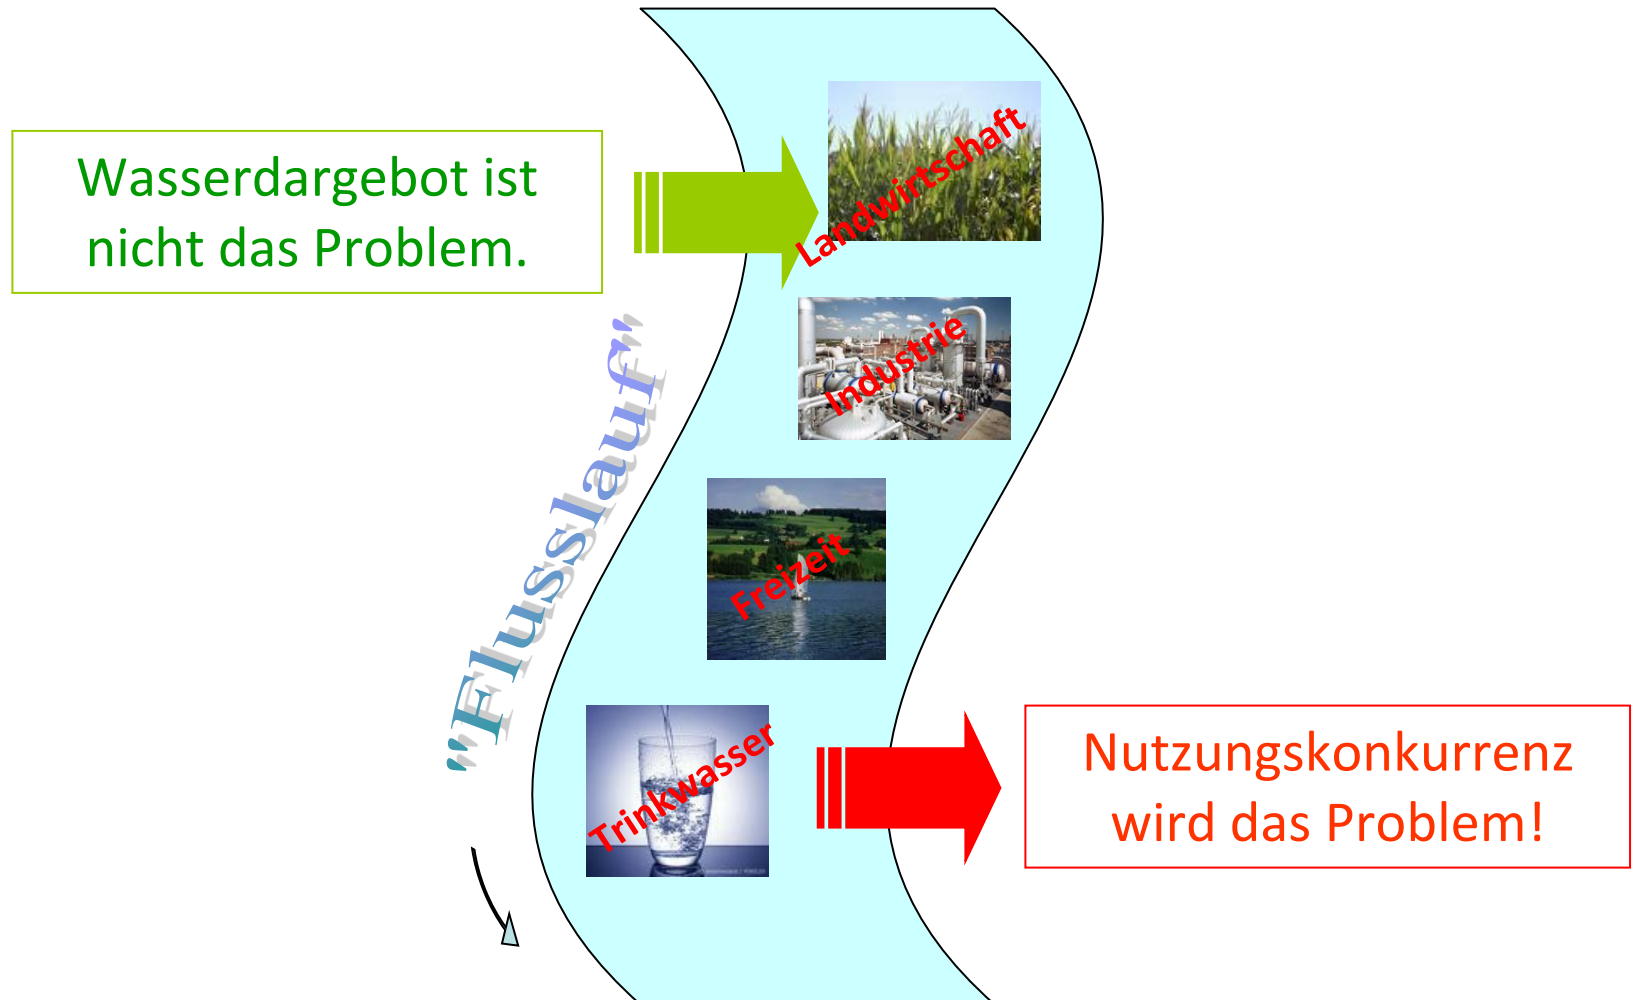 Wasserdargebot ist
nicht das Problem.
Landwirtschaft
Industrie
"Flusslauf"
Freizeit
Trinkwasser
Nutzungskonkurrenz
wird das Problem!